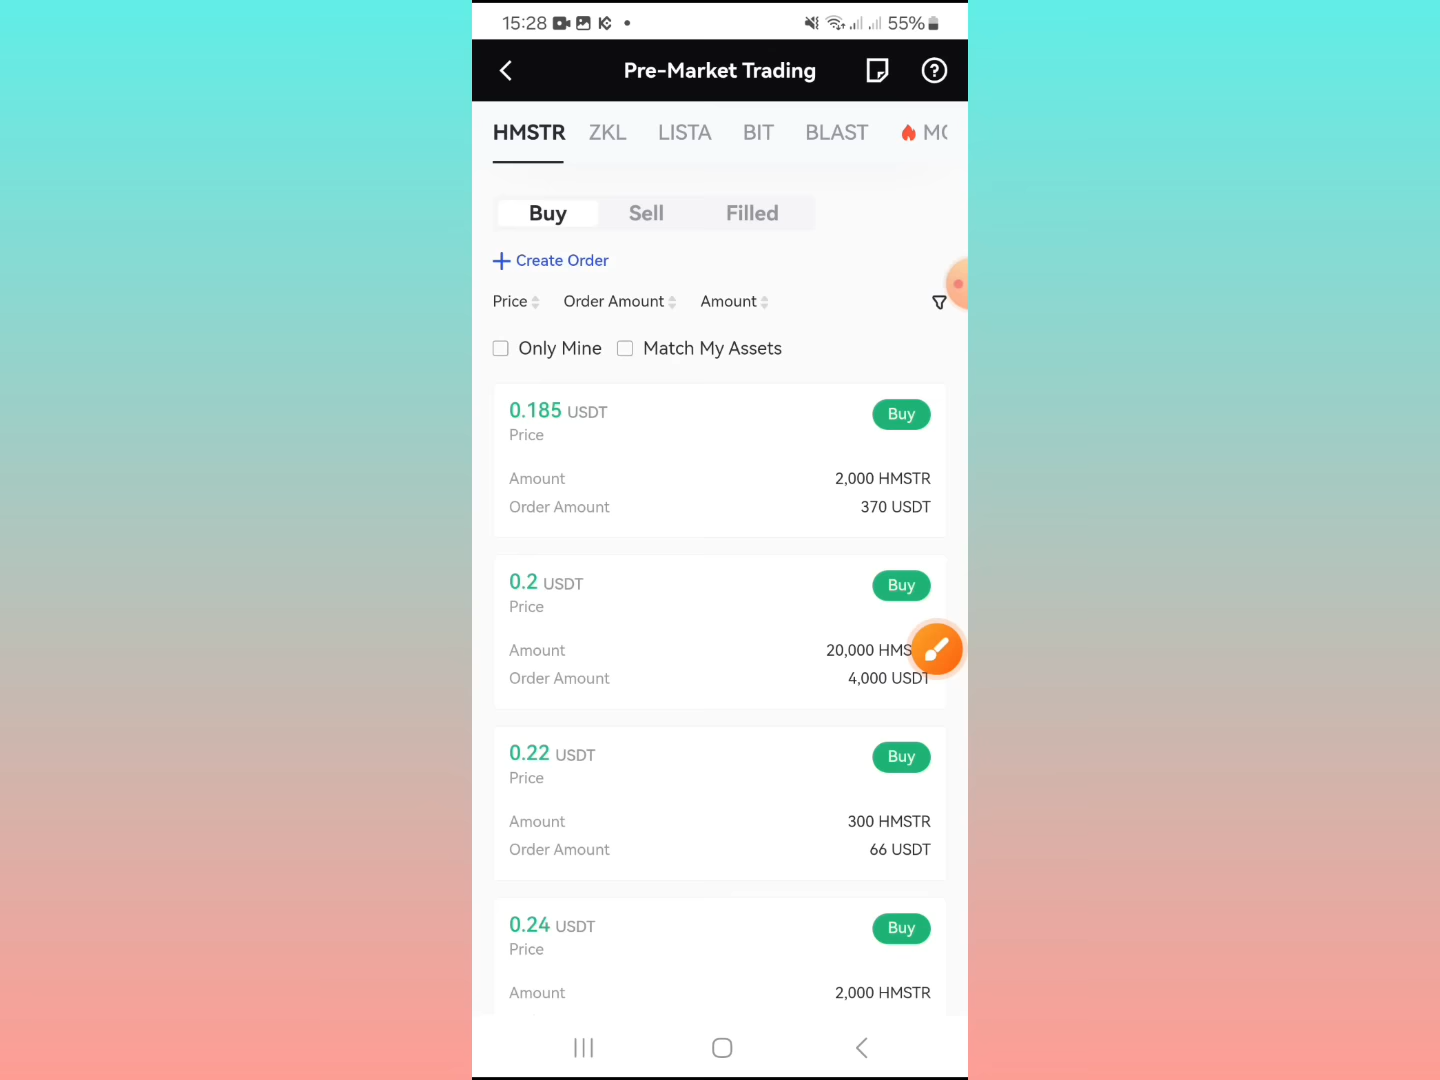 15:28 55%
Pre-Market Trading
HMSTR ZKL LISTA BIT BLAST
Buy Sell Filled
Create Order
Price Order Amount Amount
Only Mine Match My Assets
0.185 USDT Buy
Price
Amount 2,000 HMSTR
Order Amount 370 USDT
0.2 USDT Buy
Price
Amount 20,000
Order Amount 4,000 USDT
0.22 USDT Buy
Price
Amount 300 HMSTR
Order Amount 66 USDT
0.24 USDT Buy
Price
Amount 2,000 HMSTR